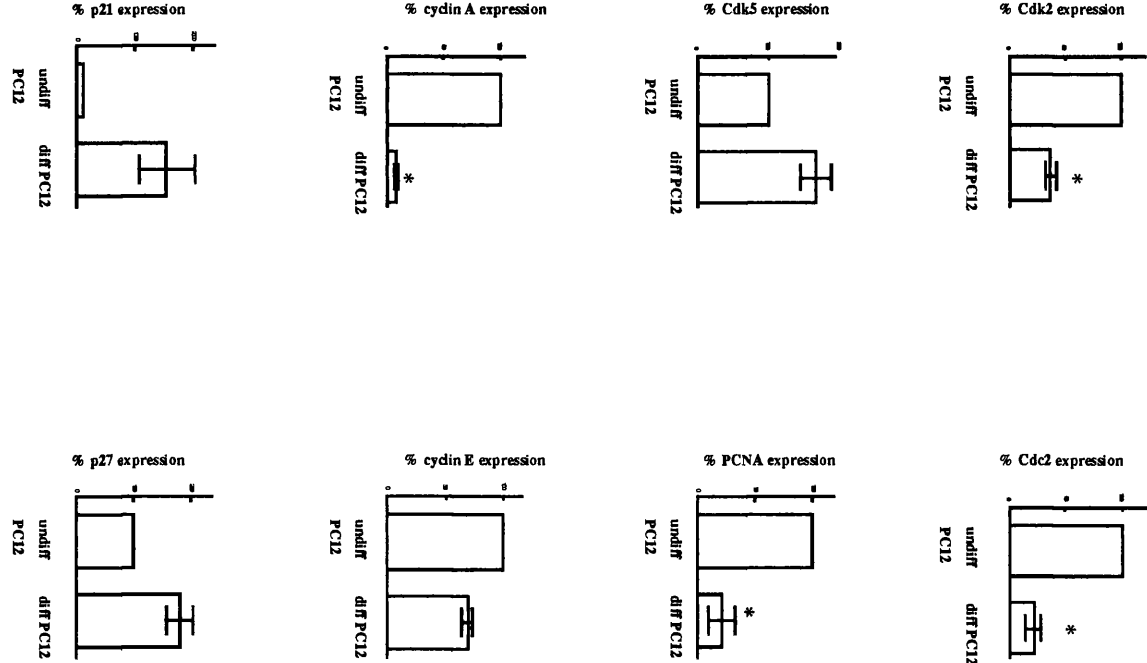 % p21 expression
undiff
PC12
diff PC12
% cyclin A expression
undiff
PC12
diff PC12
*
% Cdk5 expression
undiff
PC12
diff PC12
% Cdk2 expression
undiff
PC12
diff PC12
*
% p27 expression
undiff
PC12
diff PC12
% cyclin E expression
undiff
PC12
diff PC12
% PCNA expression
undiff
PC12
diff PC12
*
% Cdc2 expression
undiff
PC12
diff PC12
*